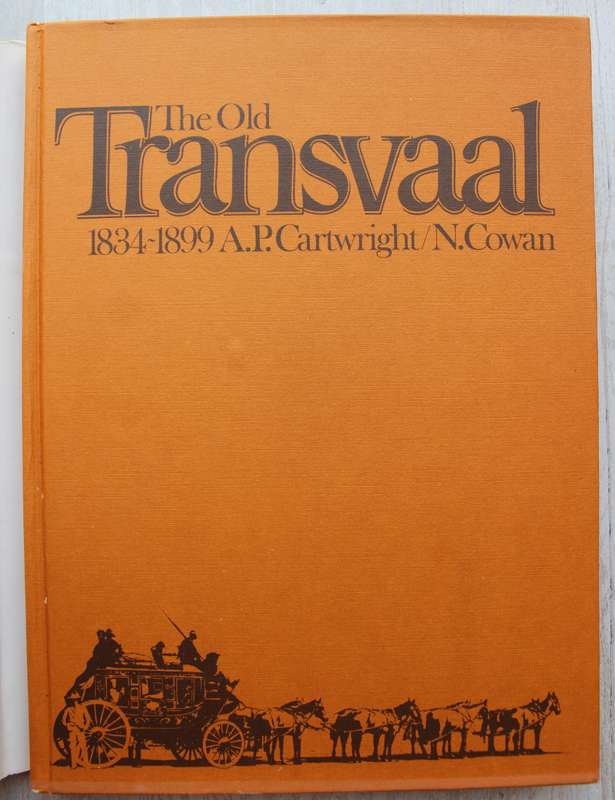 The Old
Transvaal
1834~1899 A.P. Cartwright/N. Cowan